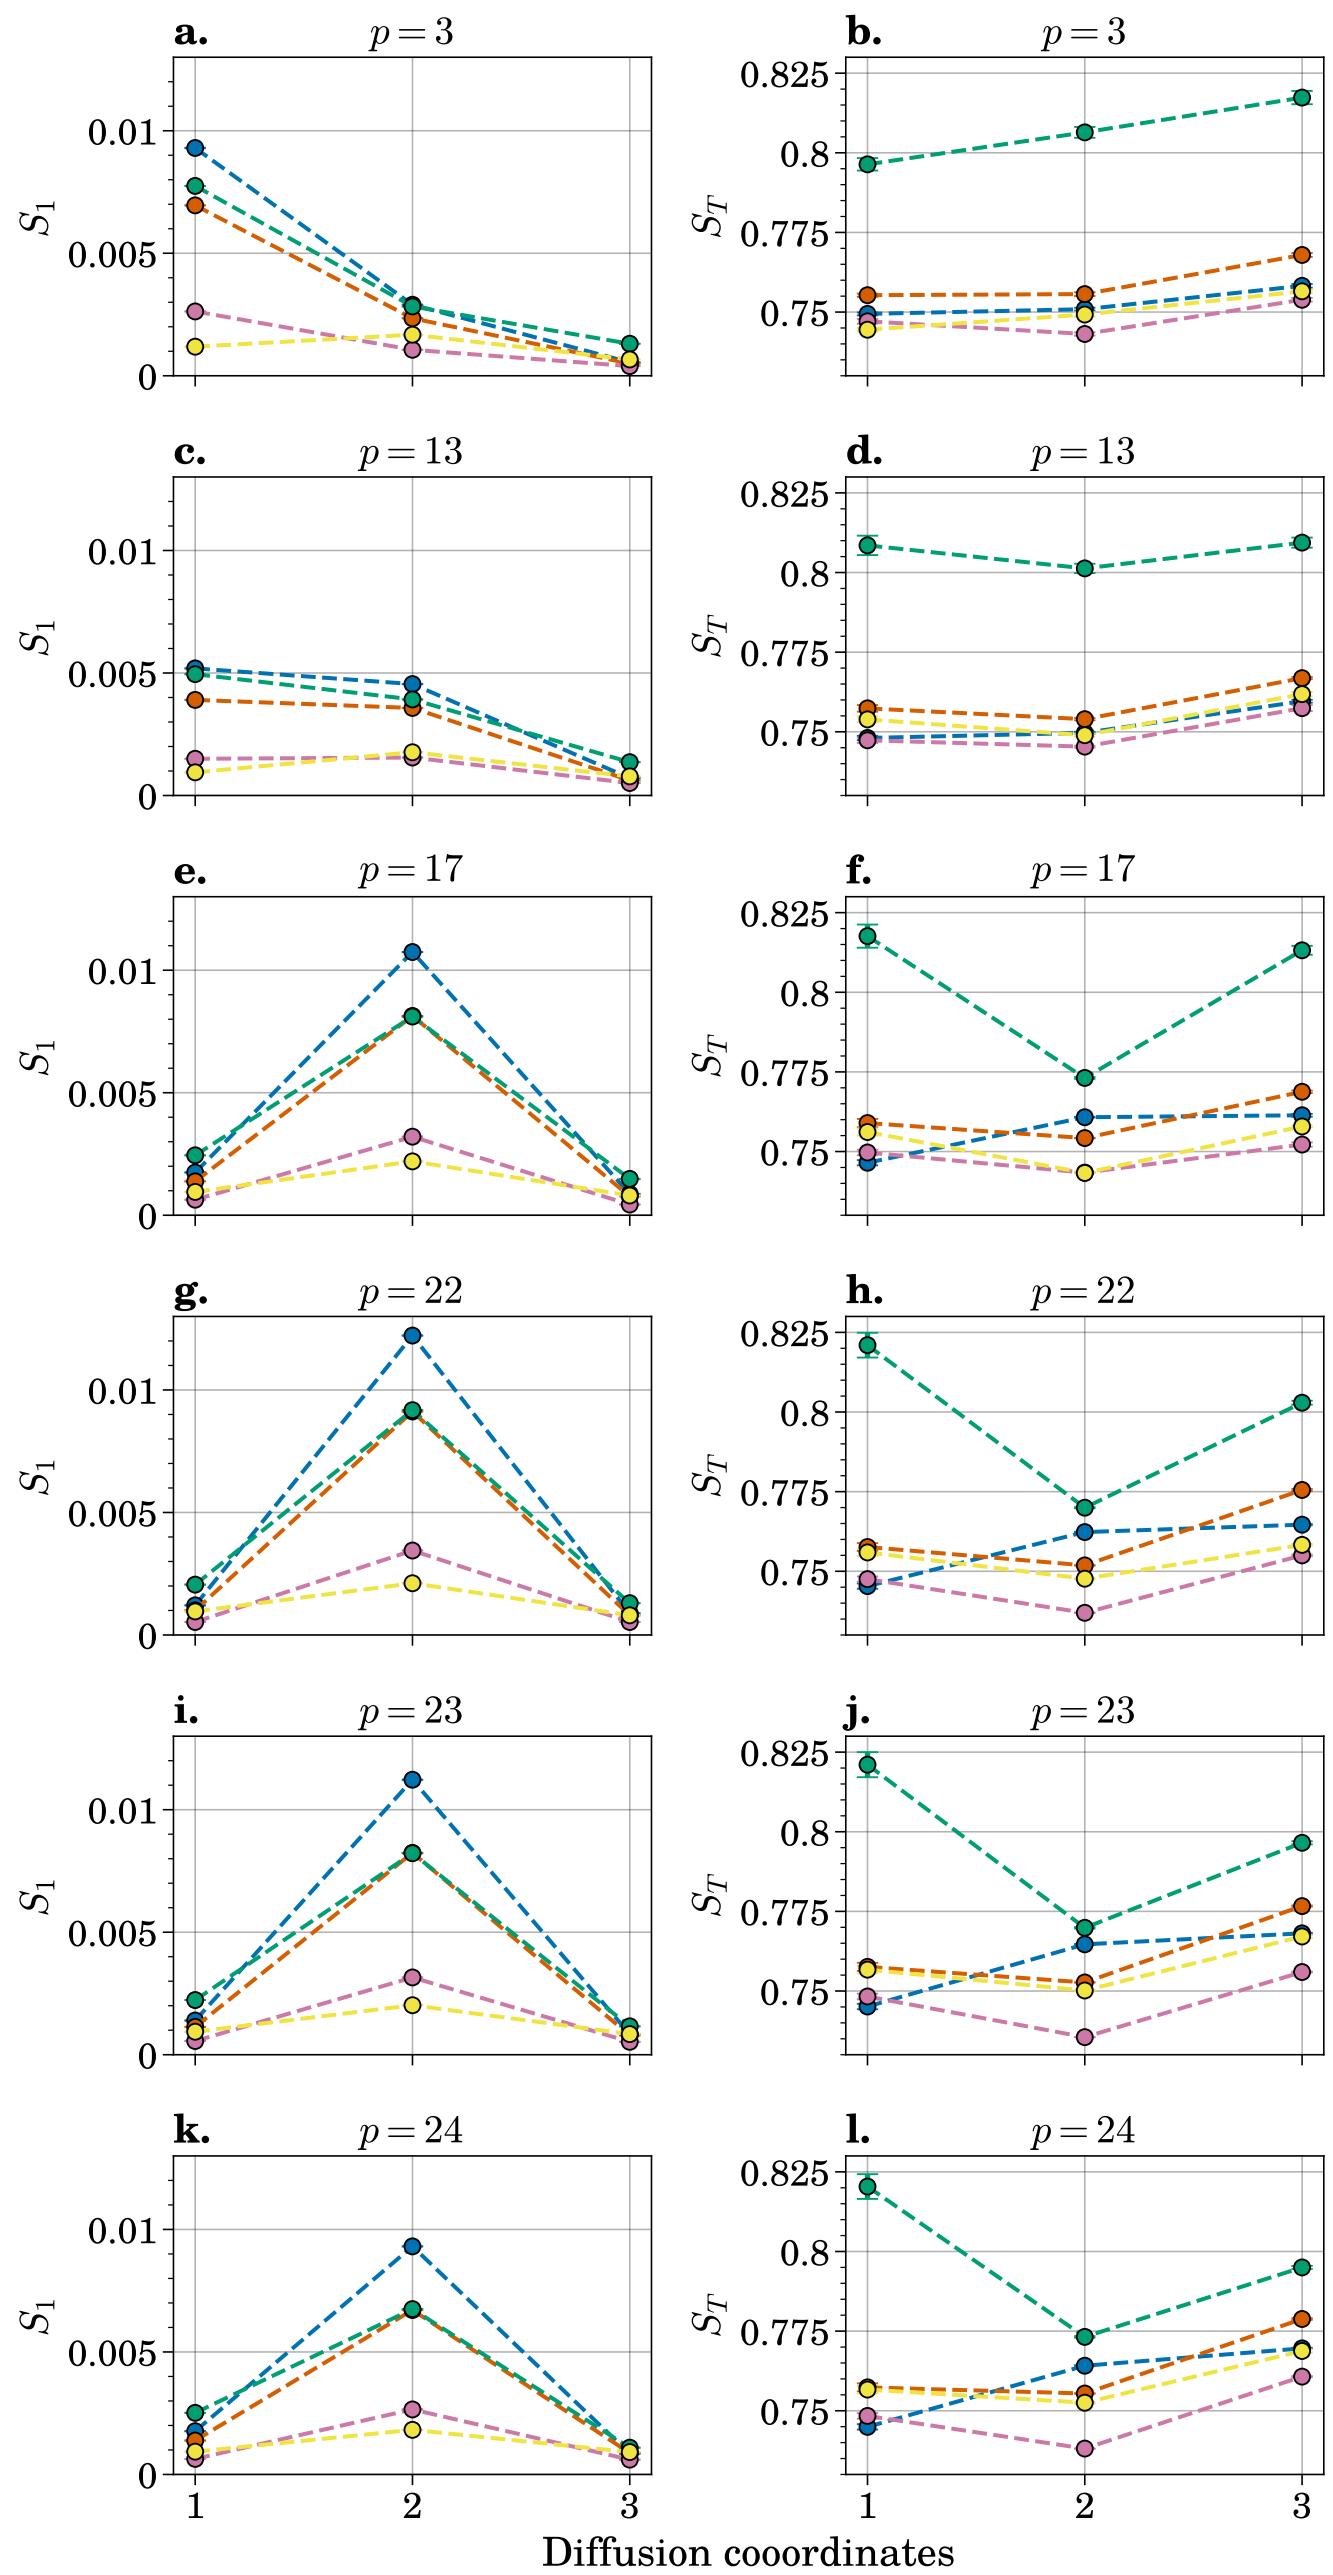 a. p = 3
b. p = 3
0.01
0.005
0
S1
0.825
0.8
0.775
0.75
ST
c. p = 13
d. p = 13
0.01
0.005
0
S1
0.825
0.8
0.775
0.75
ST
e. p = 17
f. p = 17
0.01
0.005
0
S1
0.825
0.8
0.775
0.75
ST
g. p = 22
h. p = 22
0.01
0.005
0
S1
0.825
0.8
0.775
0.75
ST
i. p = 23
j. p = 23
0.01
0.005
0
S1
0.825
0.8
0.775
0.75
ST
k. p = 24
l. p = 24
0.01
0.005
0
S1
0.825
0.8
0.775
0.75
ST
1 2 3
1 2 3
Diffusion cooordinates